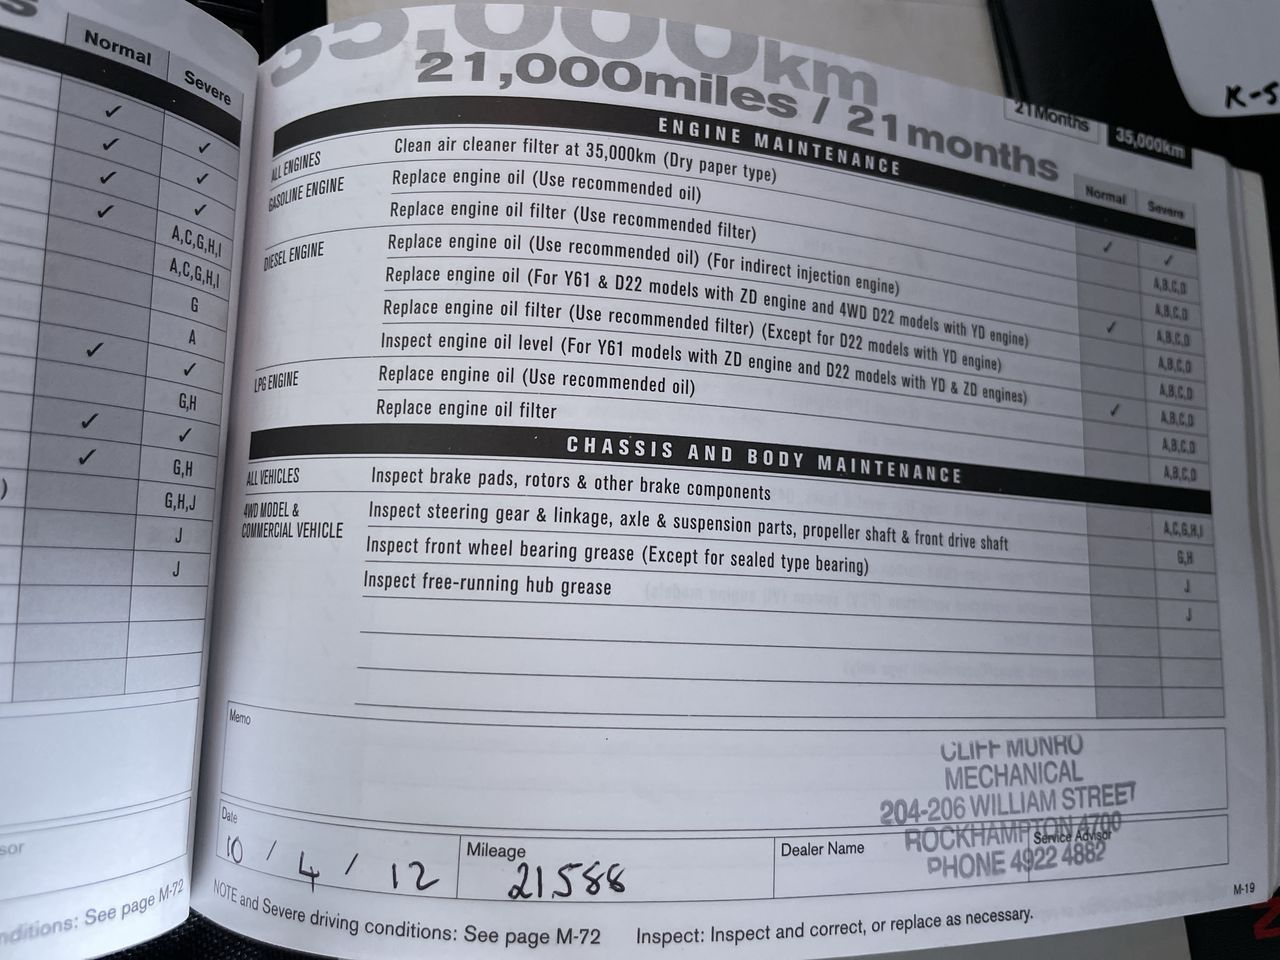 Normal
Severe
✓
✓ ✓
✓ ✓
✓ ✓
A,C,G,H,I
A,C,G,H,I
G
A
✓ ✓
G,H
✓ ✓
✓ G,H
) G,H,J
J
J
nditions: See page M-72
35,000km
21,000miles / 21months
21Months
35,000km
ENGINE MAINTENANCE
Normal Severe
ALL ENGINES Clean air cleaner filter at 35,000km (Dry paper type) ✓ ✓
GASOLINE ENGINE Replace engine oil (Use recommended oil) A,B,C,D
Replace engine oil filter (Use recommended filter) A,B,C,D
DIESEL ENGINE Replace engine oil (Use recommended oil) (For indirect injection engine) ✓ A,B,C,D
Replace engine oil (For Y61 & D22 models with ZD engine and 4WD D22 models with YD engine) A,B,C,D
Replace engine oil filter (Use recommended filter) (Except for D22 models with YD engine) A,B,C,D
Inspect engine oil level (For Y61 models with ZD engine and D22 models with YD & ZD engines) ✓ A,B,C,D
LPG ENGINE Replace engine oil (Use recommended oil) A,B,C,D
Replace engine oil filter A,B,C,D
CHASSIS AND BODY MAINTENANCE
ALL VEHICLES Inspect brake pads, rotors & other brake components A,C,G,H,I
4WD MODEL & Inspect steering gear & linkage, axle & suspension parts, propeller shaft & front drive shaft G,H
COMMERCIAL VEHICLE Inspect front wheel bearing grease (Except for sealed type bearing) J
Inspect free-running hub grease J
Memo
CLIFF MUNRO
MECHANICAL
204-206 WILLIAM STREET
ROCKHAMPTON 4700
PHONE 4922 4882
Date
10 / 4 / 12
Mileage
21588
Dealer Name
Service Advisor
NOTE and Severe driving conditions: See page M-72 Inspect: Inspect and correct, or replace as necessary.
M-19